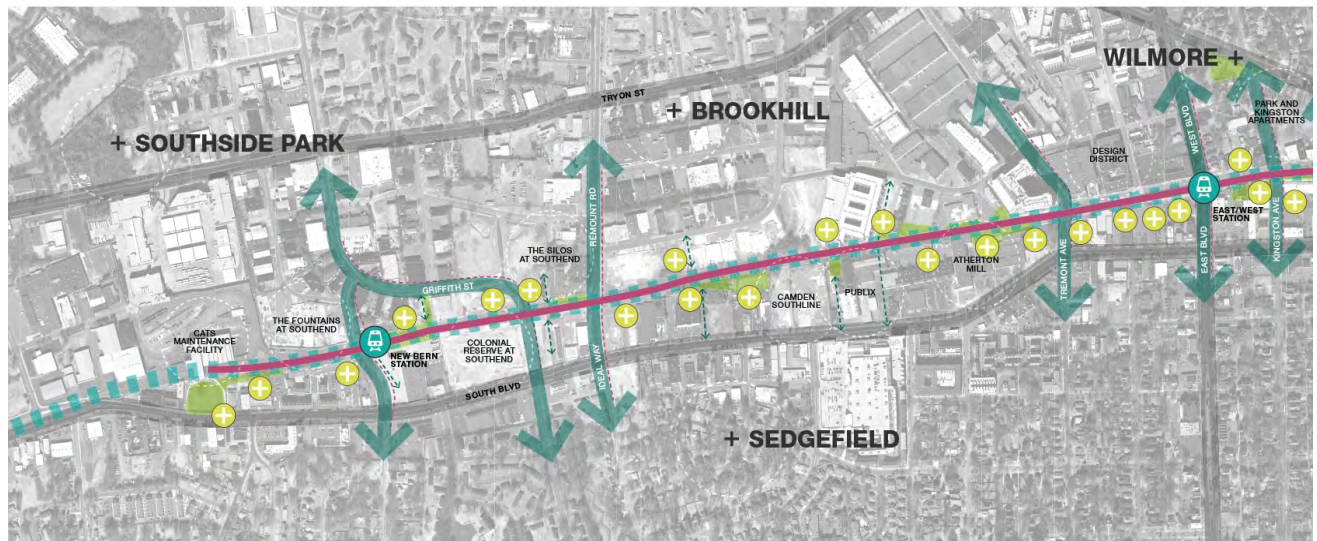 WILMORE +
PARK AND
KINGSTON
APARTMENTS
TRYON ST
+ BROOKHILL
WEST BLVD
+ SOUTHSIDE PARK
DESIGN
DISTRICT
EAST/WEST
STATION
REMOUNT RD
KINGSTON AVE
THE SILOS
AT SOUTHEND
EAST BLVD
ATHERTON
MILL
TREMONT AVE
GRIFFITH ST
CAMDEN
SOUTHLINE
PUBLIX
THE FOUNTAINS
AT SOUTHEND
CATS
MAINTENANCE
FACILITY
NEW BERN
STATION
COLONIAL
RESERVE AT
SOUTHEND
IDEAL WAY
SOUTH BLVD
+ SEDGEFIELD